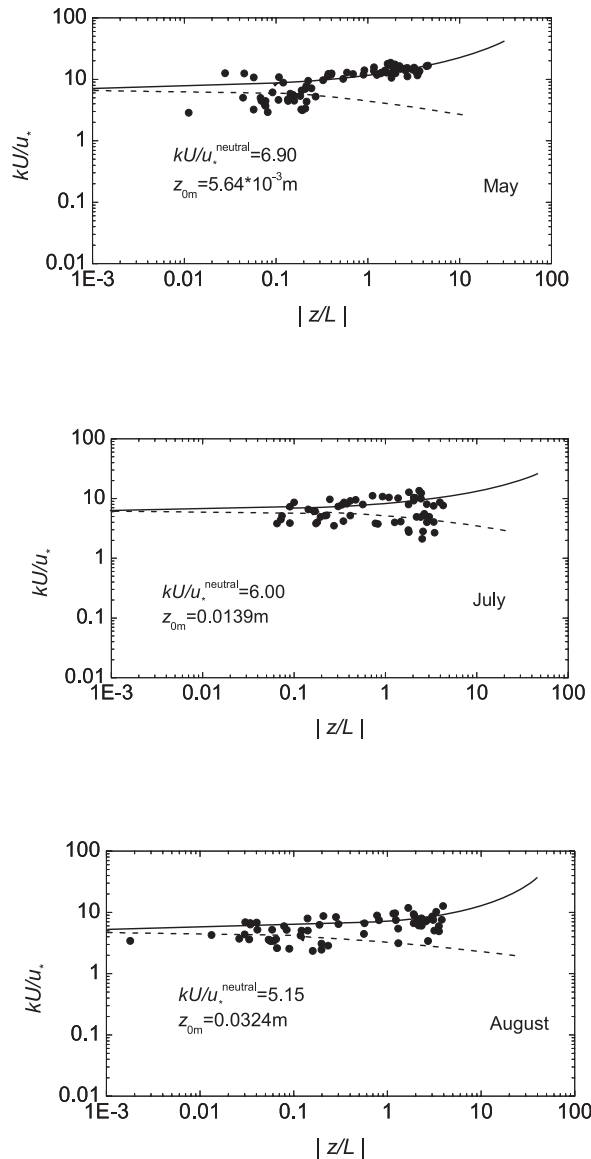 100
10
1
0.1
0.01
1E-3 0.01 0.1 1 10 100
kU/u*
kU/u*neutral=6.90
z0m=5.64*10-3m
May
| z/L |
100
10
1
0.1
0.01
1E-3 0.01 0.1 1 10 100
kU/u*
kU/u*neutral=6.00
z0m=0.0139m
July
| z/L |
100
10
1
0.1
0.01
1E-3 0.01 0.1 1 10 100
kU/u*
kU/u*neutral=5.15
z0m=0.0324m
August
| z/L |